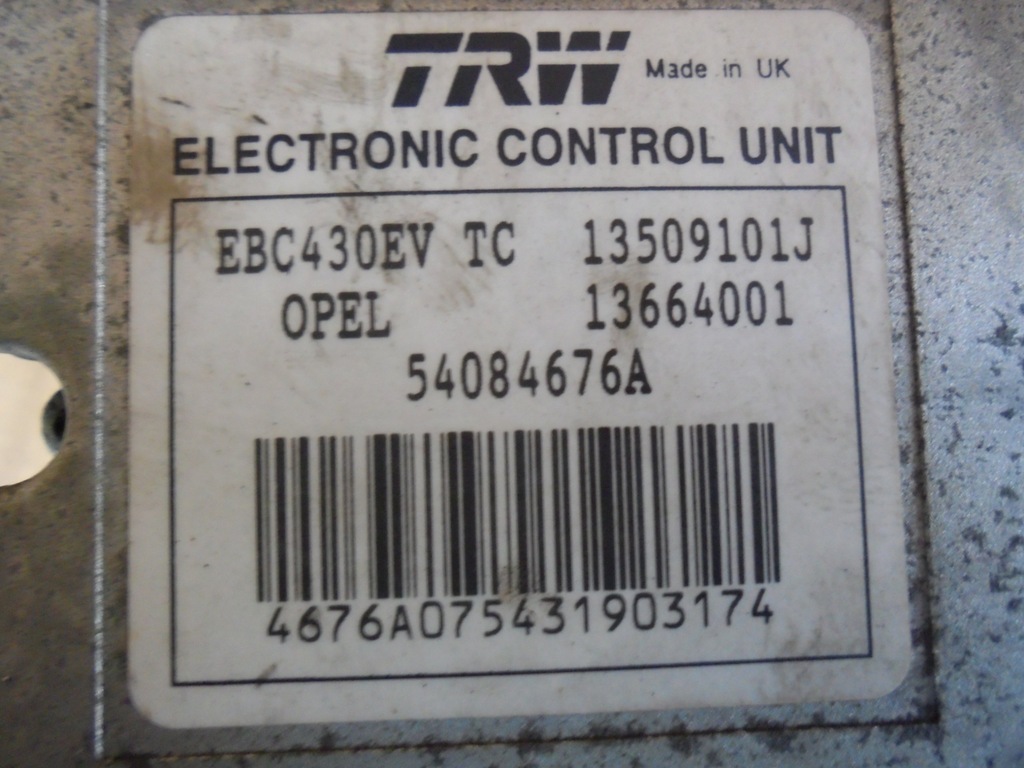 TRW Made in UK
ELECTRONIC CONTROL UNIT
EBC430EV TC 13509101J
OPEL 13664001
54084676A
4676A075431903174